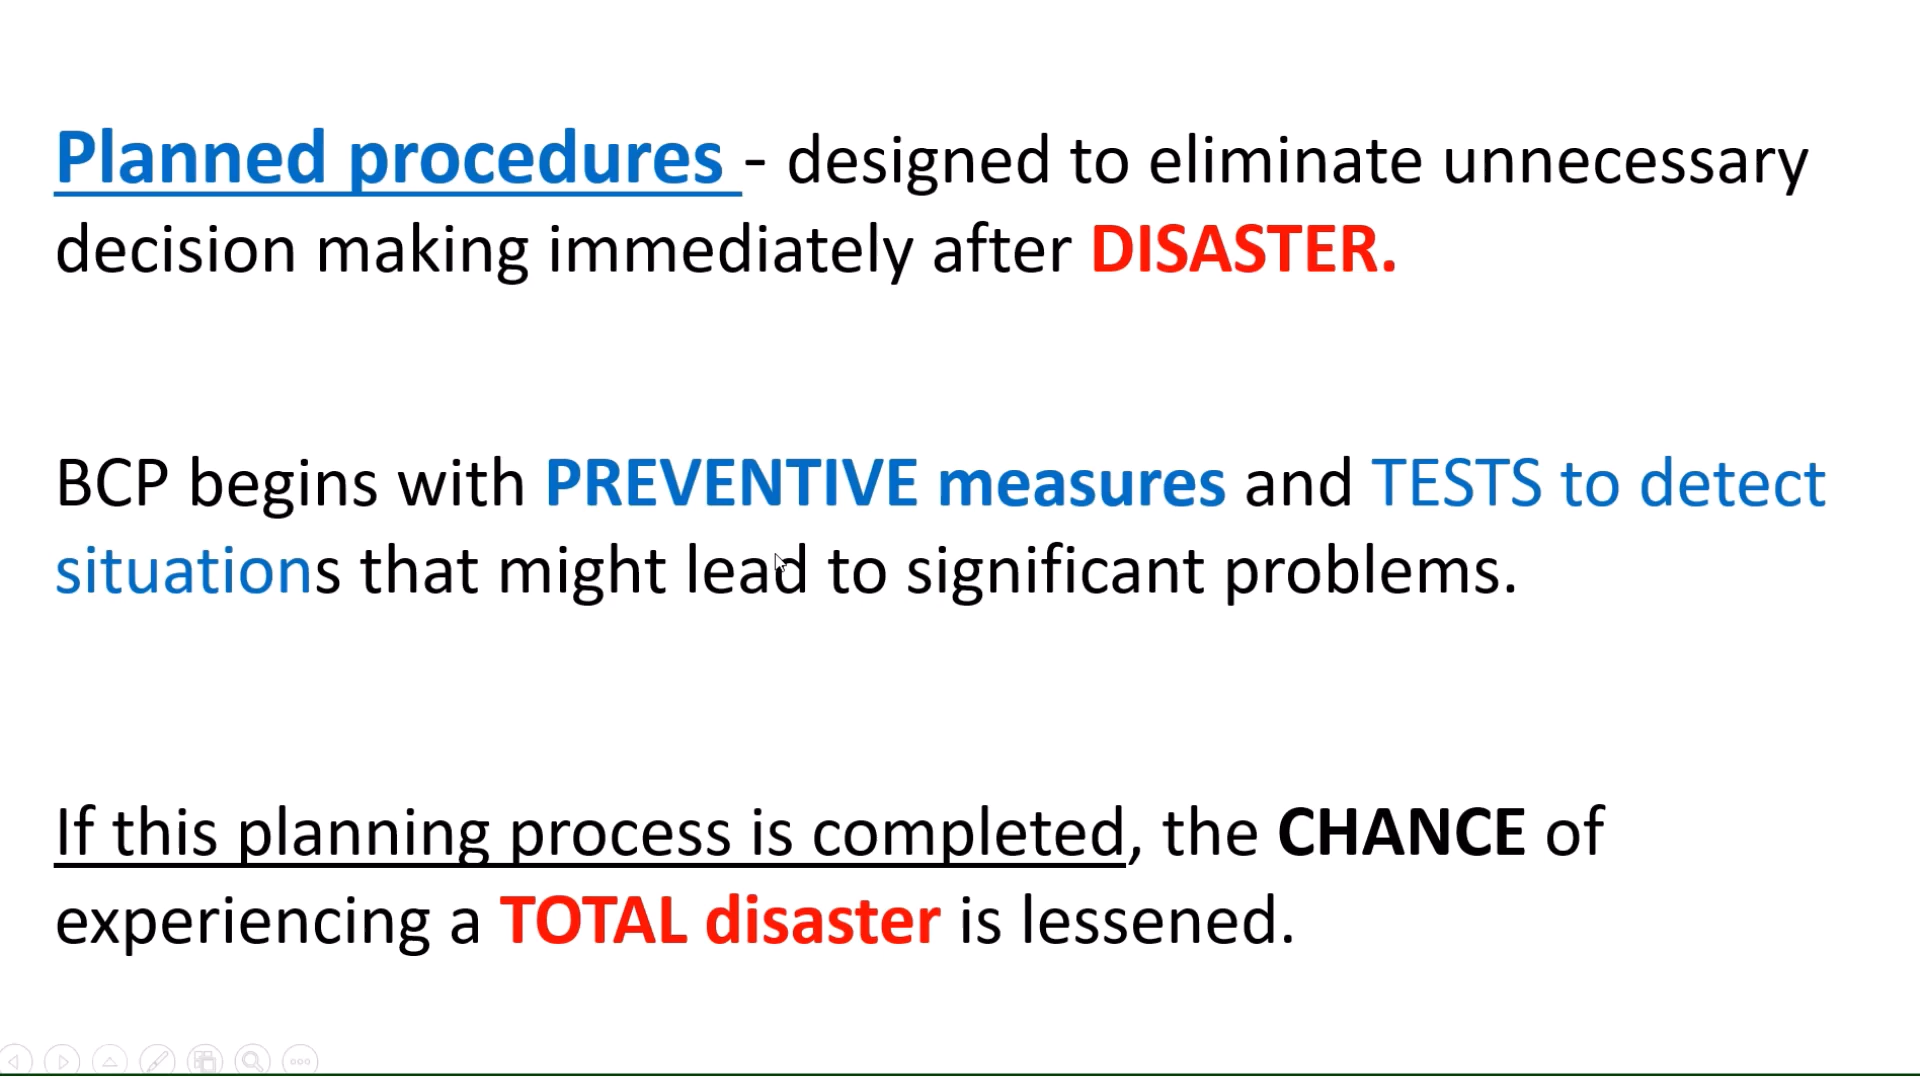 Planned procedures - designed to eliminate unnecessary
decision making immediately after DISASTER.
BCP begins with PREVENTIVE measures and TESTS to detect
situations that might lead to significant problems.
If this planning process is completed, the CHANCE of
experiencing a TOTAL disaster is lessened.